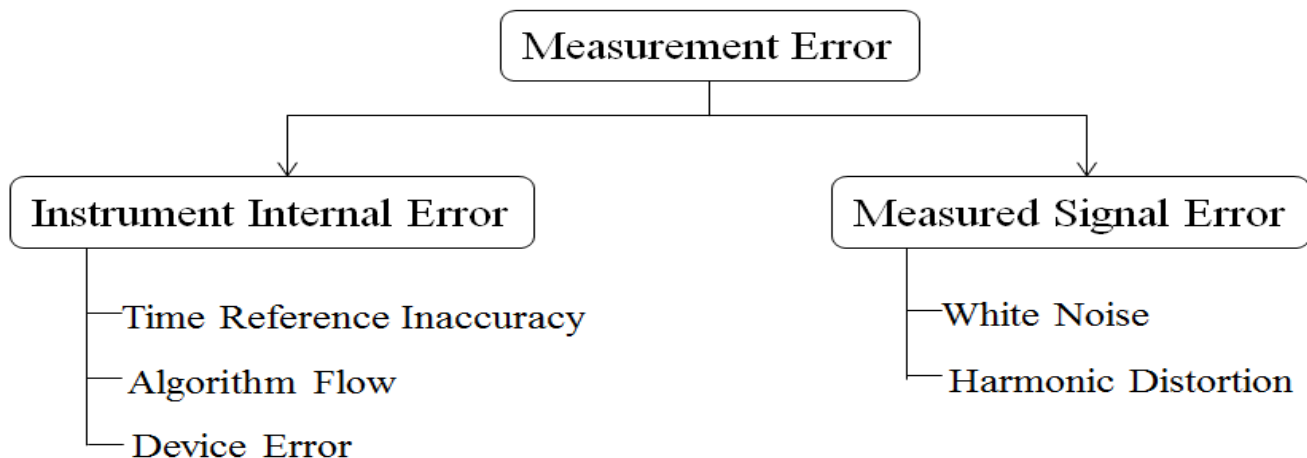 Measurement Error
Instrument Internal Error
Time Reference Inaccuracy
Algorithm Flow
Device Error
Measured Signal Error
White Noise
Harmonic Distortion